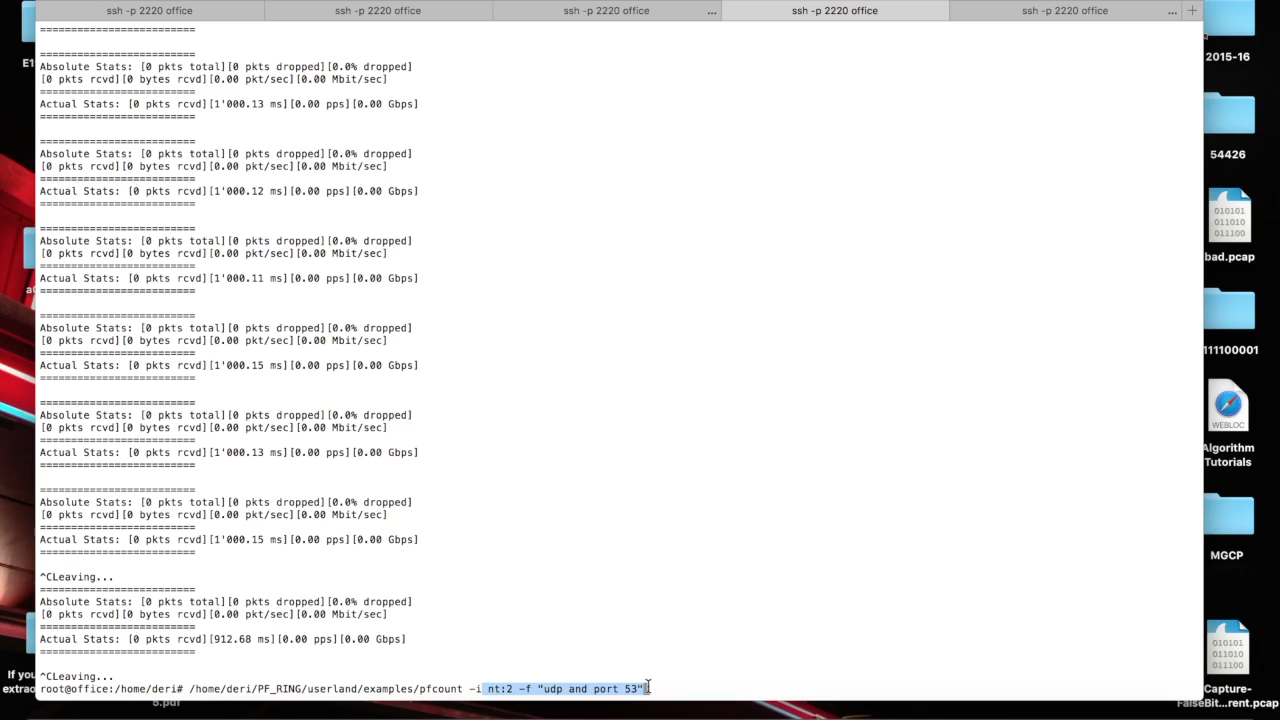 ssh -p 2220 office
ssh -p 2220 office
ssh -p 2220 office ...
ssh -p 2220 office
ssh -p 2220 office ... +
=========================
=========================
Absolute Stats: [0 pkts total][0 pkts dropped][0.0% dropped]
[0 pkts rcvd][0 bytes rcvd][0.00 pkt/sec][0.00 Mbit/sec]
=========================
Actual Stats: [0 pkts rcvd][1'000.13 ms][0.00 pps][0.00 Gbps]
=========================
=========================
Absolute Stats: [0 pkts total][0 pkts dropped][0.0% dropped]
[0 pkts rcvd][0 bytes rcvd][0.00 pkt/sec][0.00 Mbit/sec]
=========================
Actual Stats: [0 pkts rcvd][1'000.12 ms][0.00 pps][0.00 Gbps]
=========================
=========================
Absolute Stats: [0 pkts total][0 pkts dropped][0.0% dropped]
[0 pkts rcvd][0 bytes rcvd][0.00 pkt/sec][0.00 Mbit/sec]
=========================
Actual Stats: [0 pkts rcvd][1'000.11 ms][0.00 pps][0.00 Gbps]
=========================
=========================
Absolute Stats: [0 pkts total][0 pkts dropped][0.0% dropped]
[0 pkts rcvd][0 bytes rcvd][0.00 pkt/sec][0.00 Mbit/sec]
=========================
Actual Stats: [0 pkts rcvd][1'000.15 ms][0.00 pps][0.00 Gbps]
=========================
=========================
Absolute Stats: [0 pkts total][0 pkts dropped][0.0% dropped]
[0 pkts rcvd][0 bytes rcvd][0.00 pkt/sec][0.00 Mbit/sec]
=========================
Actual Stats: [0 pkts rcvd][1'000.13 ms][0.00 pps][0.00 Gbps]
=========================
=========================
Absolute Stats: [0 pkts total][0 pkts dropped][0.0% dropped]
[0 pkts rcvd][0 bytes rcvd][0.00 pkt/sec][0.00 Mbit/sec]
=========================
Actual Stats: [0 pkts rcvd][1'000.15 ms][0.00 pps][0.00 Gbps]
=========================
^CLeaving...
=========================
Absolute Stats: [0 pkts total][0 pkts dropped][0.0% dropped]
[0 pkts rcvd][0 bytes rcvd][0.00 pkt/sec][0.00 Mbit/sec]
=========================
Actual Stats: [0 pkts rcvd][912.68 ms][0.00 pps][0.00 Gbps]
=========================
^CLeaving...
root@office:/home/deri# /home/deri/PF_RING/userland/examples/pfcount -i nt:2 -f "udp and port 53"
E1
If you
extrac
5.pdf
2015-16
54426
010101
011010
011100
bad.pcap
111100001
WEBLOC
Algorithm
Tutorials
MGCP
010101
011010
011100
Capture-
FalseBit...rent.pcap